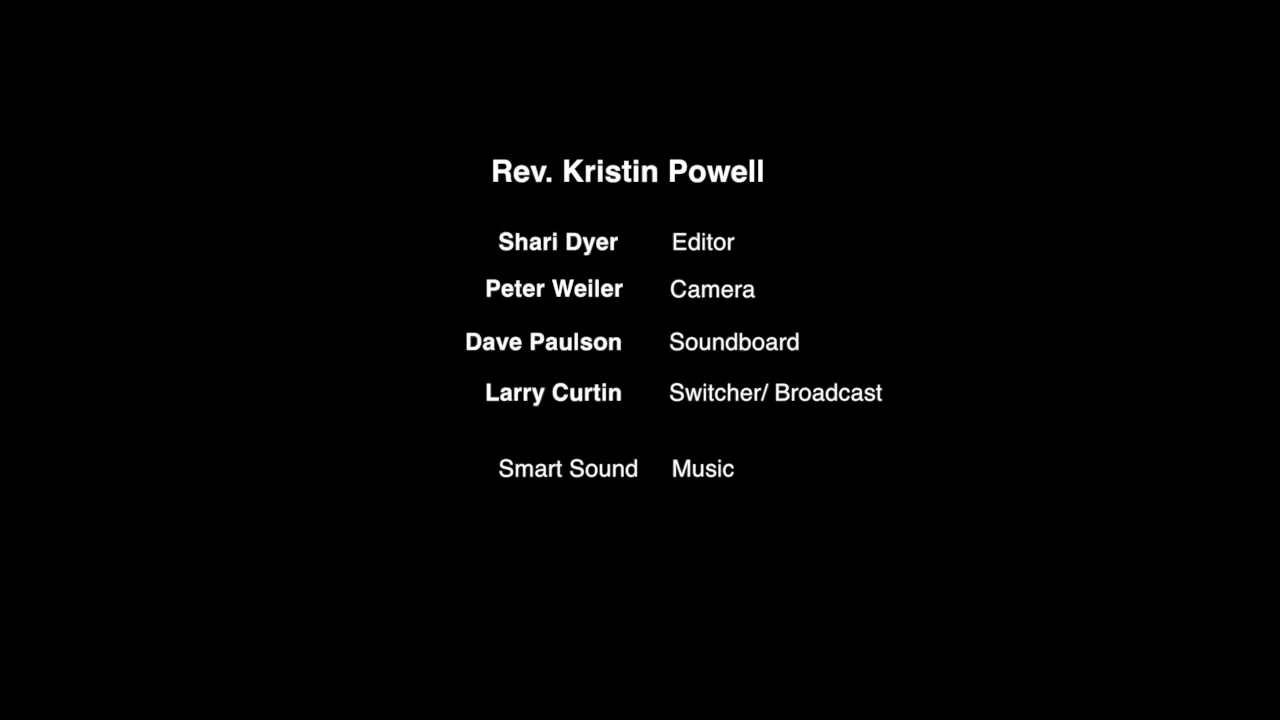 Rev. Kristin Powell
Shari Dyer Editor
Peter Weiler Camera
Dave Paulson Soundboard
Larry Curtin Switcher/ Broadcast
Smart Sound Music